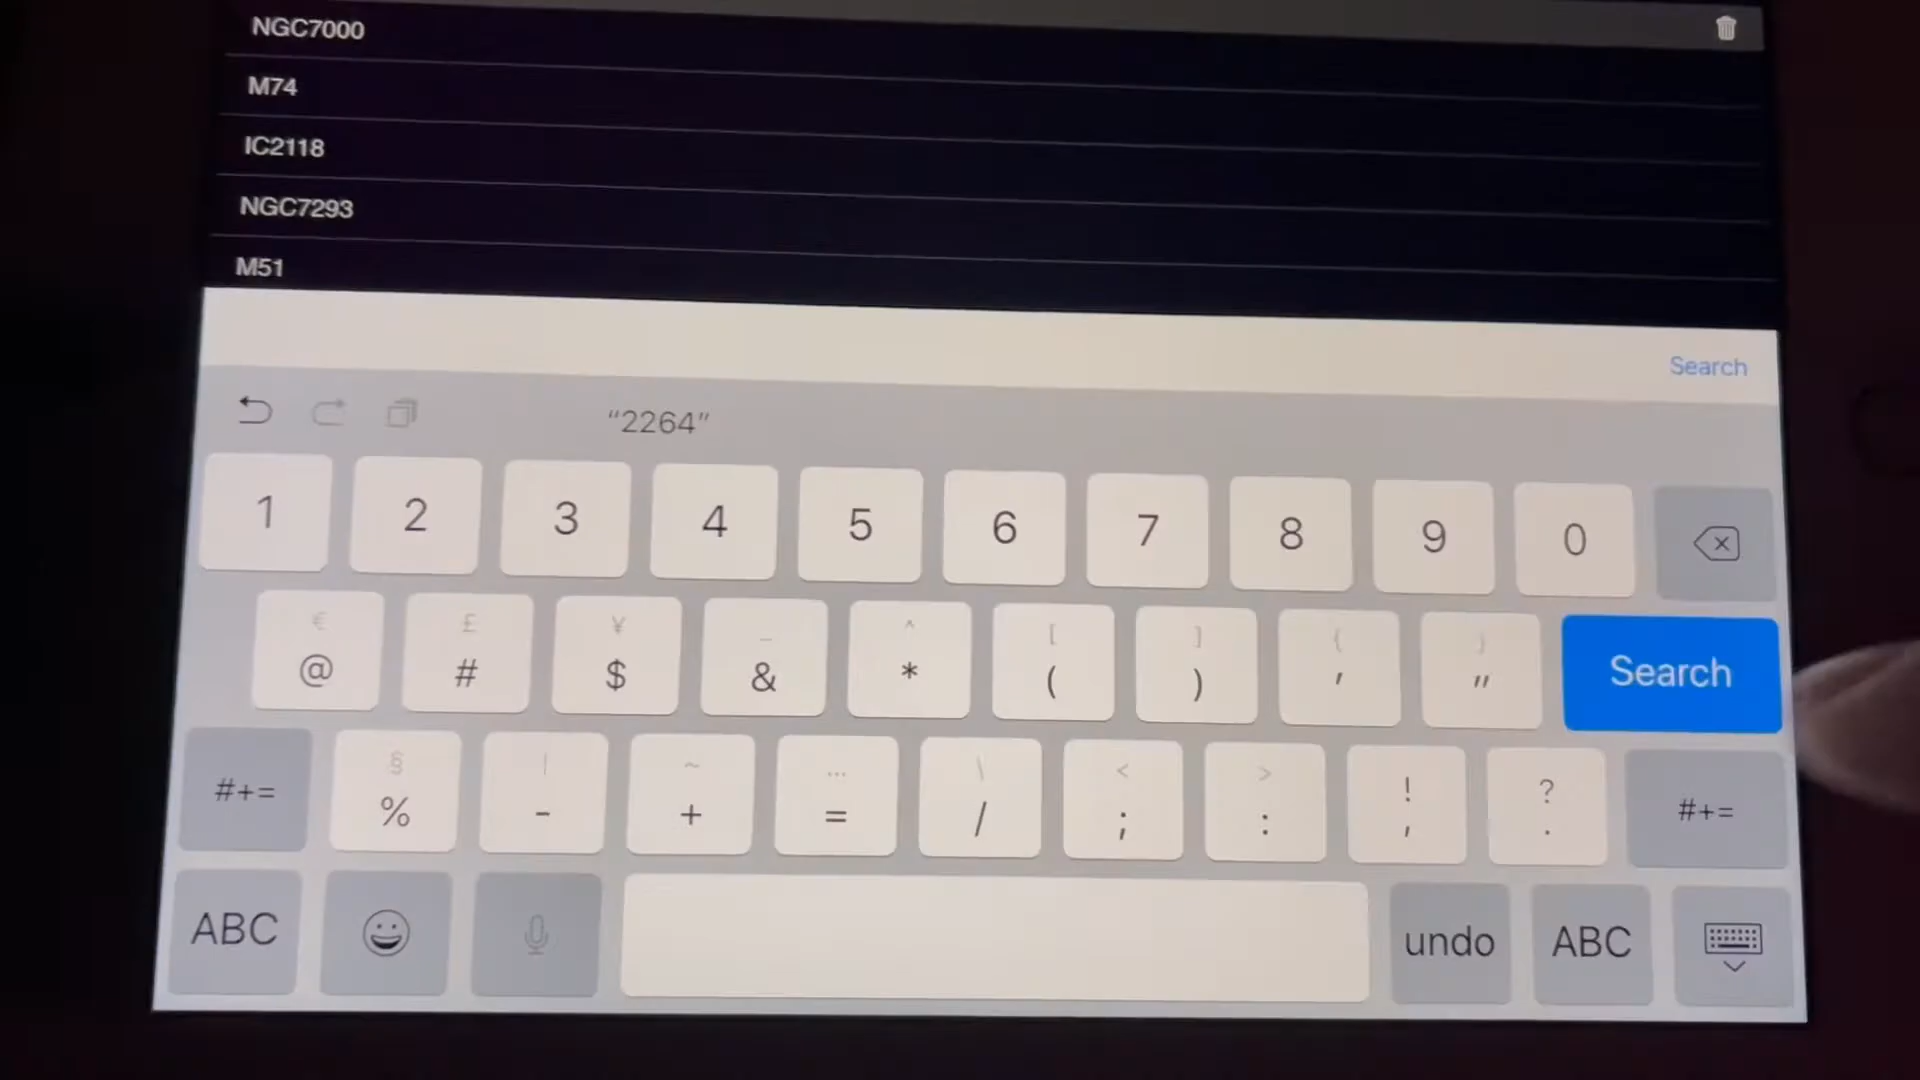 NGC7000
M74
IC2118
NGC7293
M51
Search
“2264”
1 2 3 4 5 6 7 8 9 0
€ £ ¥ _ ^ [ ] { }
@ # $ & * ( ) ' " Search
§ | ~ … \ < > ! ?
#+= % - + = / ; : , . #+=
ABC undo ABC